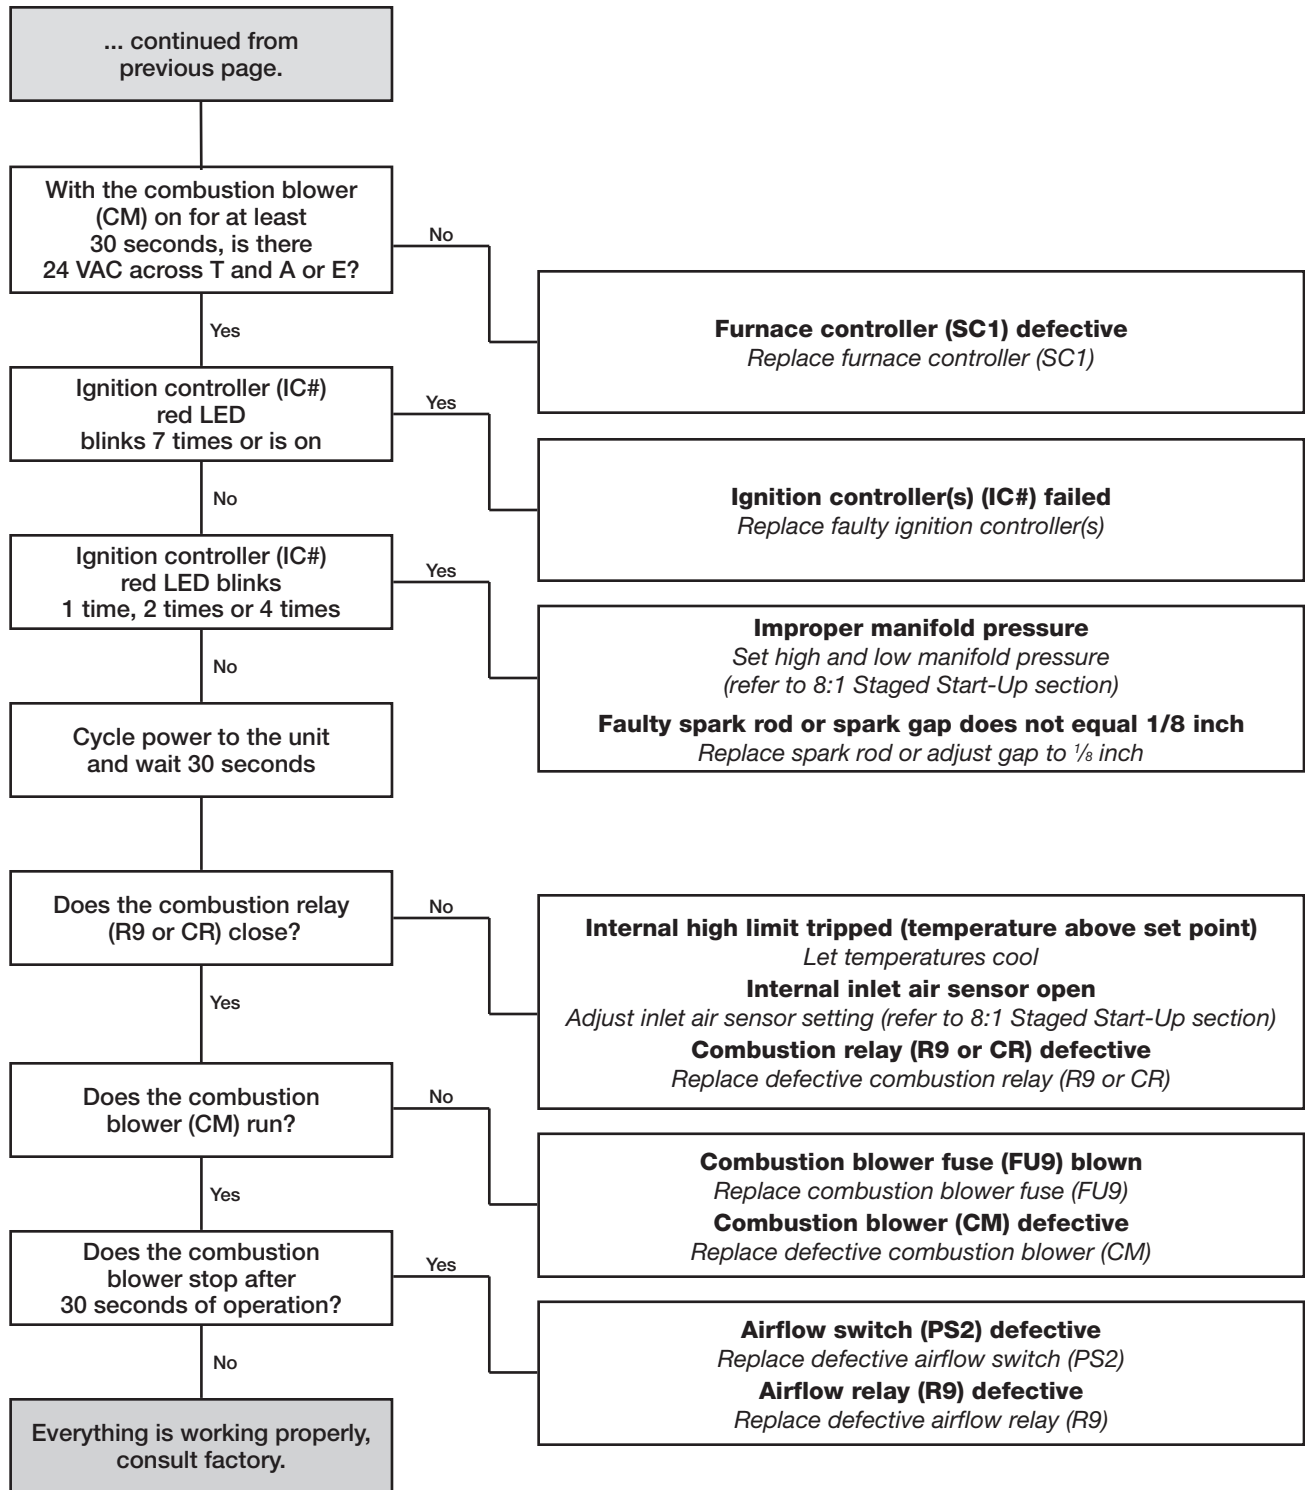 ... continued from
previous page.
With the combustion blower
(CM) on for at least
30 seconds, is there
24 VAC across T and A or E?
No
Furnace controller (SC1) defective
Replace furnace controller (SC1)
Yes
Ignition controller (IC#)
red LED
blinks 7 times or is on
Yes
Ignition controller(s) (IC#) failed
Replace faulty ignition controller(s)
No
Ignition controller (IC#)
red LED blinks
1 time, 2 times or 4 times
Yes
Improper manifold pressure
Set high and low manifold pressure
(refer to 8:1 Staged Start-Up section)
Faulty spark rod or spark gap does not equal 1/8 inch
Replace spark rod or adjust gap to ⅛ inch
No
Cycle power to the unit
and wait 30 seconds
Does the combustion relay
(R9 or CR) close?
No
Internal high limit tripped (temperature above set point)
Let temperatures cool
Internal inlet air sensor open
Adjust inlet air sensor setting (refer to 8:1 Staged Start-Up section)
Combustion relay (R9 or CR) defective
Replace defective combustion relay (R9 or CR)
Yes
Does the combustion
blower (CM) run?
No
Combustion blower fuse (FU9) blown
Replace combustion blower fuse (FU9)
Combustion blower (CM) defective
Replace defective combustion blower (CM)
Yes
Does the combustion
blower stop after
30 seconds of operation?
Yes
Airflow switch (PS2) defective
Replace defective airflow switch (PS2)
Airflow relay (R9) defective
Replace defective airflow relay (R9)
No
Everything is working properly,
consult factory.